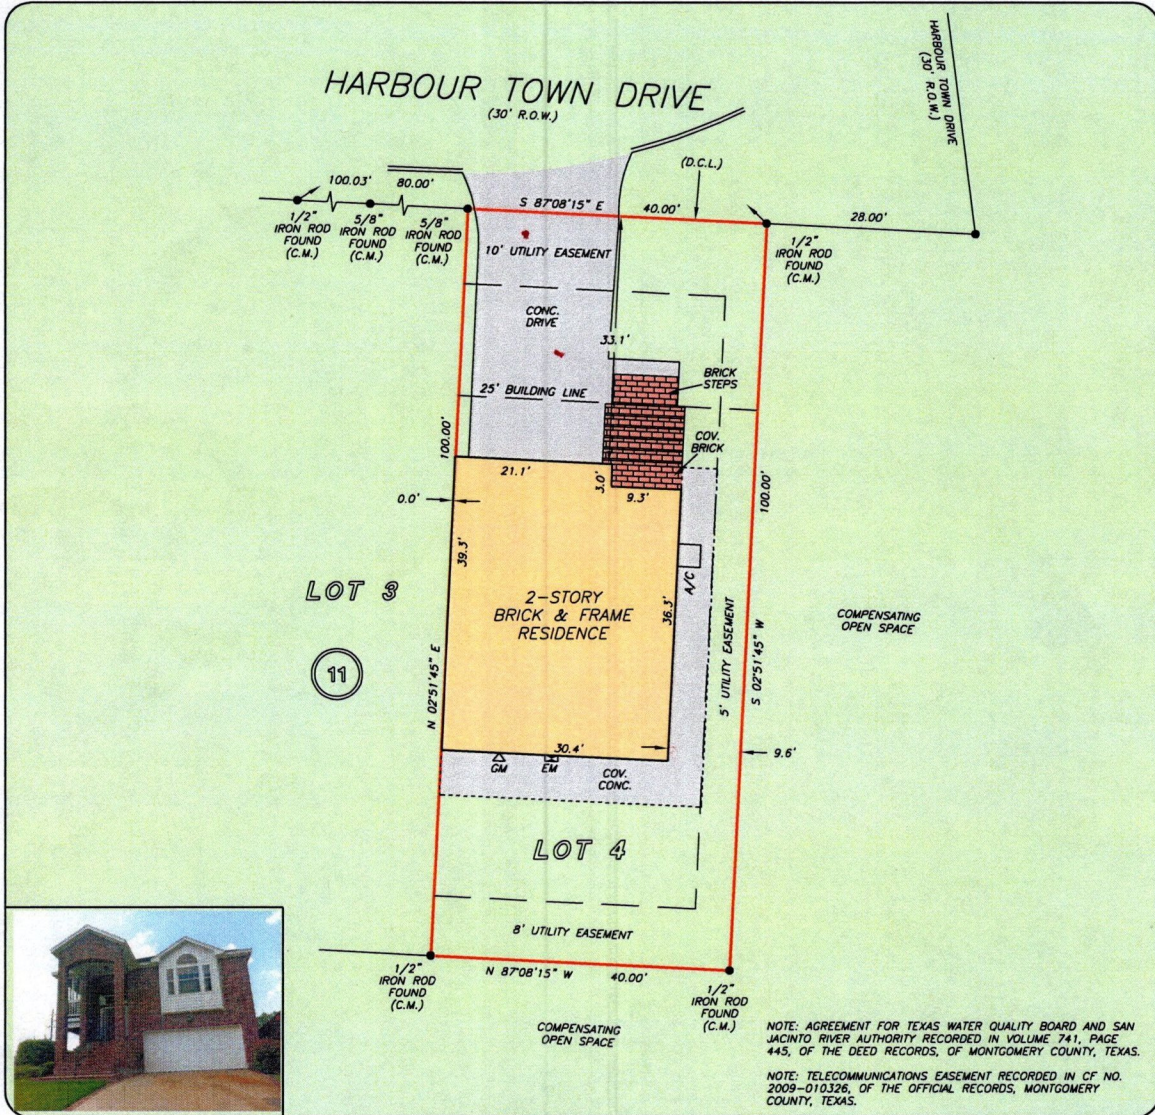 HARBOUR TOWN DRIVE
(30' R.O.W.)
HARBOUR TOWN DRIVE
(30' R.O.W.)
(D.C.L.)
100.03'
80.00'
S 87°08'15" E
40.00'
28.00'
1/2"
IRON ROD
FOUND
(C.M.)
5/8"
IRON ROD
FOUND
(C.M.)
5/8"
IRON ROD
FOUND
(C.M.)
1/2"
IRON ROD
FOUND
(C.M.)
10' UTILITY EASEMENT
CONC.
DRIVE
33.1'
BRICK
STEPS
25' BUILDING LINE
COV.
BRICK
100.00'
21.1'
3.0'
9.3'
100.00'
0.0'
39.3'
A/C
LOT 3
2-STORY
BRICK & FRAME
RESIDENCE
36.3'
5' UTILITY EASEMENT
COMPENSATING
OPEN SPACE
11
N 02°51'45" E
S 02°51'45" W
30.4'
9.6'
GM
EM
COV.
CONC.
LOT 4
8' UTILITY EASEMENT
N 87°08'15" W
40.00'
1/2"
IRON ROD
FOUND
(C.M.)
1/2"
IRON ROD
FOUND
(C.M.)
COMPENSATING
OPEN SPACE
NOTE: AGREEMENT FOR TEXAS WATER QUALITY BOARD AND SAN
JACINTO RIVER AUTHORITY RECORDED IN VOLUME 741, PAGE
445, OF THE DEED RECORDS, OF MONTGOMERY COUNTY, TEXAS.
NOTE: TELECOMMUNICATIONS EASEMENT RECORDED IN CF NO.
2009-010326, OF THE OFFICIAL RECORDS, MONTGOMERY
COUNTY, TEXAS.